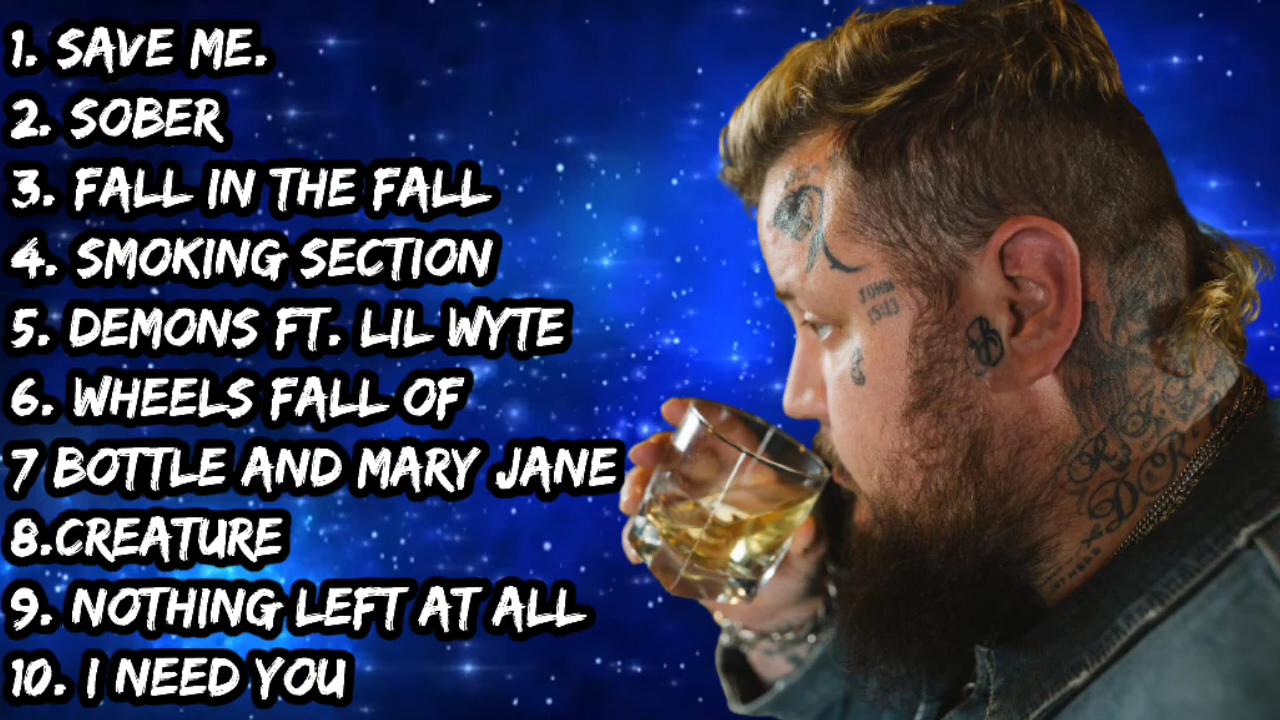 1. SAVE ME.
2. SOBER
3. FALL IN THE FALL
4. SMOKING SECTION
5. DEMONS FT. LIL WYTE
6. WHEELS FALL OF
7 BOTTLE AND MARY JANE
8.CREATURE
9. NOTHING LEFT AT ALL
10. I NEED YOU